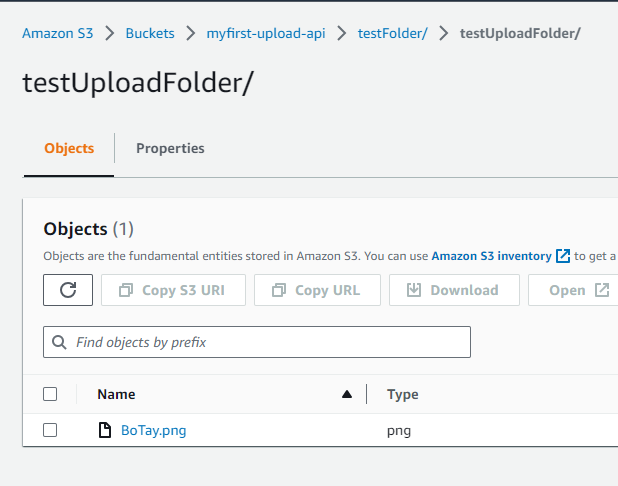 Amazon S3 > Buckets > myfirst-upload-api > testFolder/ > testUploadFolder/
testUploadFolder/
Objects Properties
Objects (1)
Objects are the fundamental entities stored in Amazon S3. You can use Amazon S3 inventory to get a
Copy S3 URI Copy URL Download Open
Find objects by prefix
Name Type
BoTay.png png